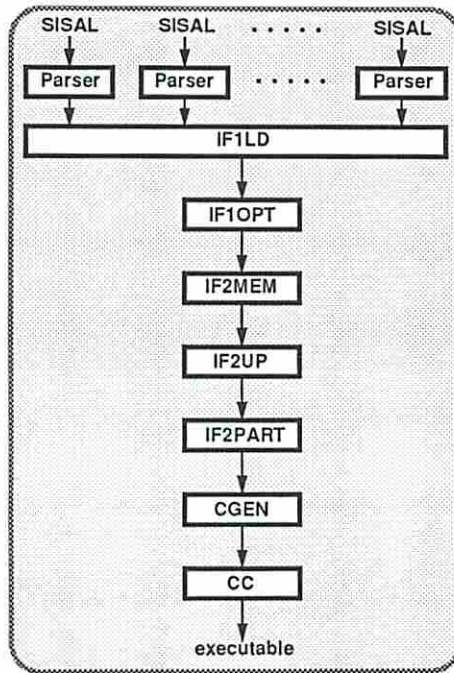 SISAL SISAL . . . . . SISAL
Parser Parser . . . . . Parser
IF1LD
IF1OPT
IF2MEM
IF2UP
IF2PART
CGEN
CC
executable